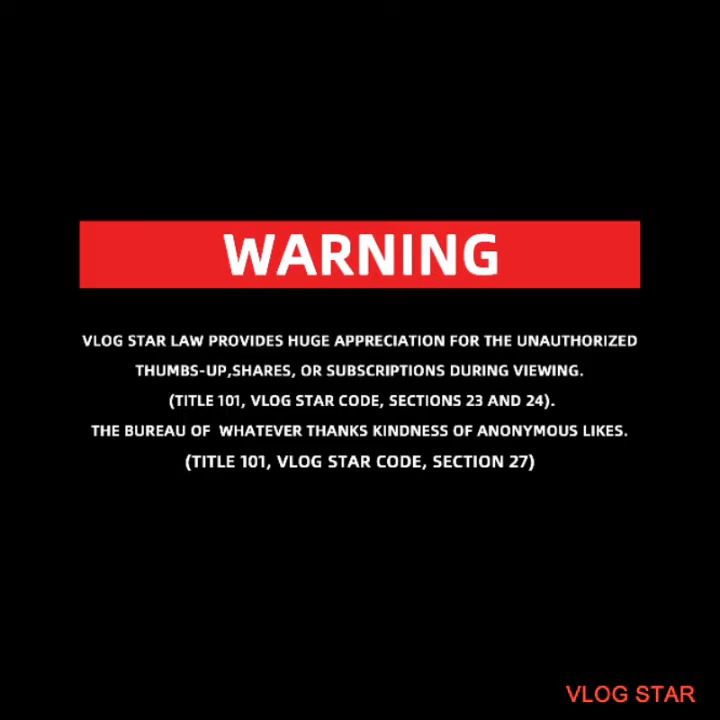 WARNING
VLOG STAR LAW PROVIDES HUGE APPRECIATION FOR THE UNAUTHORIZED
THUMBS-UP,SHARES, OR SUBSCRIPTIONS DURING VIEWING.
(TITLE 101, VLOG STAR CODE, SECTIONS 23 AND 24).
THE BUREAU OF  WHATEVER THANKS KINDNESS OF ANONYMOUS LIKES.
(TITLE 101, VLOG STAR CODE, SECTION 27)
VLOG STAR